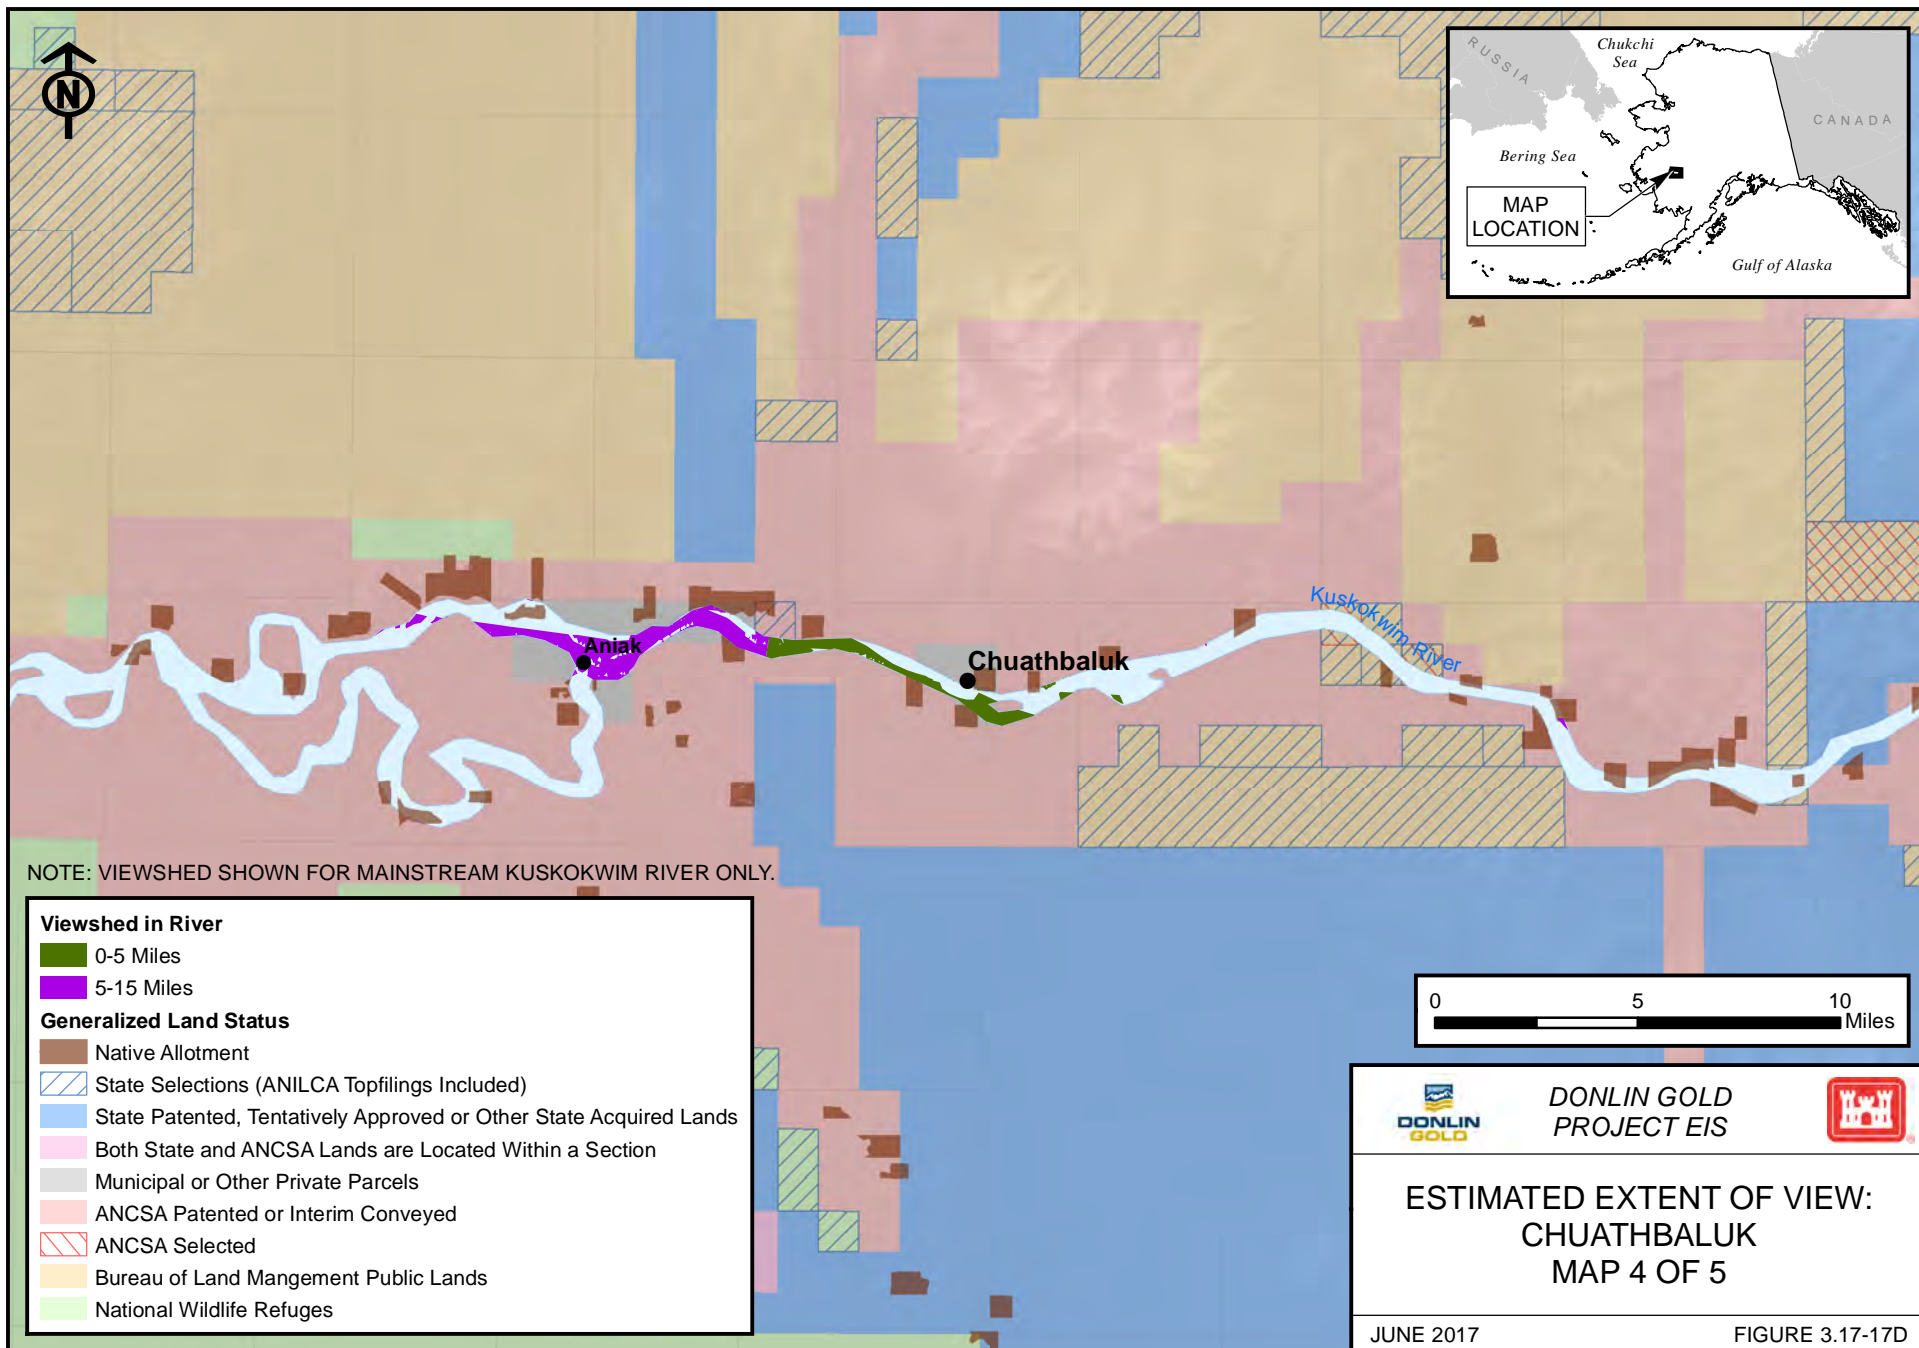 N
RUSSIA
Chukchi
Sea
CANADA
Bering Sea
MAP
LOCATION
Gulf of Alaska
Kuskokwim River
Aniak
Chuathbaluk
NOTE: VIEWSHED SHOWN FOR MAINSTREAM KUSKOKWIM RIVER ONLY.
Viewshed in River
0-5 Miles
5-15 Miles
Generalized Land Status
Native Allotment
State Selections (ANILCA Topfilings Included)
State Patented, Tentatively Approved or Other State Acquired Lands
Both State and ANCSA Lands are Located Within a Section
Municipal or Other Private Parcels
ANCSA Patented or Interim Conveyed
ANCSA Selected
Bureau of Land Mangement Public Lands
National Wildlife Refuges
0 5 10
Miles
DONLIN
GOLD
DONLIN GOLD
PROJECT EIS
ESTIMATED EXTENT OF VIEW:
CHUATHBALUK
MAP 4 OF 5
JUNE 2017
FIGURE 3.17-17D